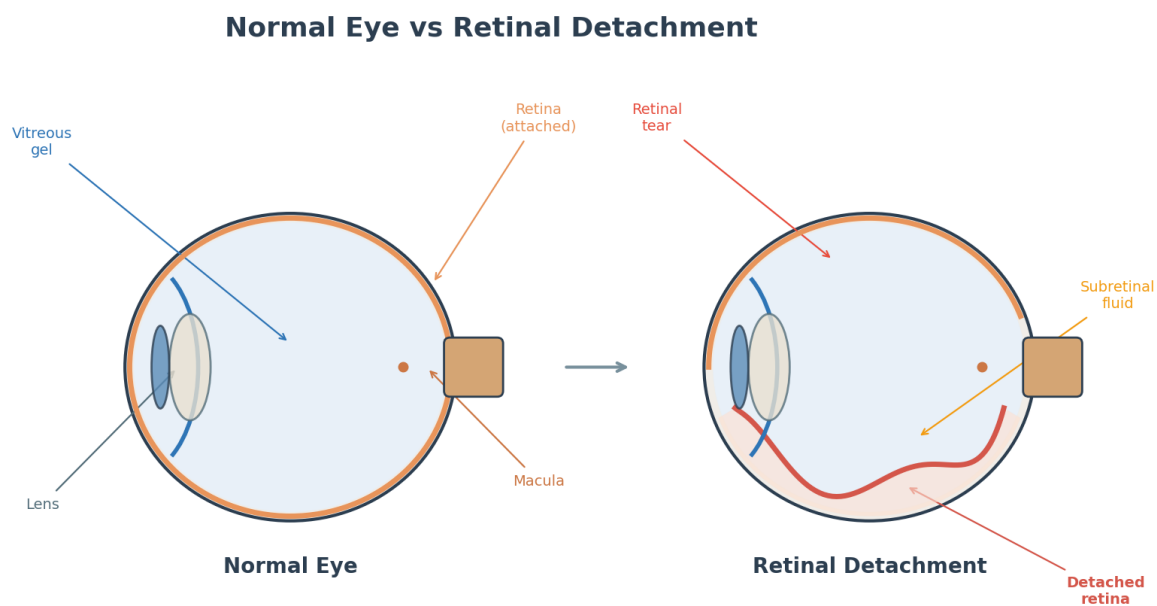 Normal Eye vs Retinal Detachment
Vitreous
gel
Retina
(attached)
Retinal
tear
Subretinal
fluid
Lens
Macula
Normal Eye
Retinal Detachment
Detached
retina